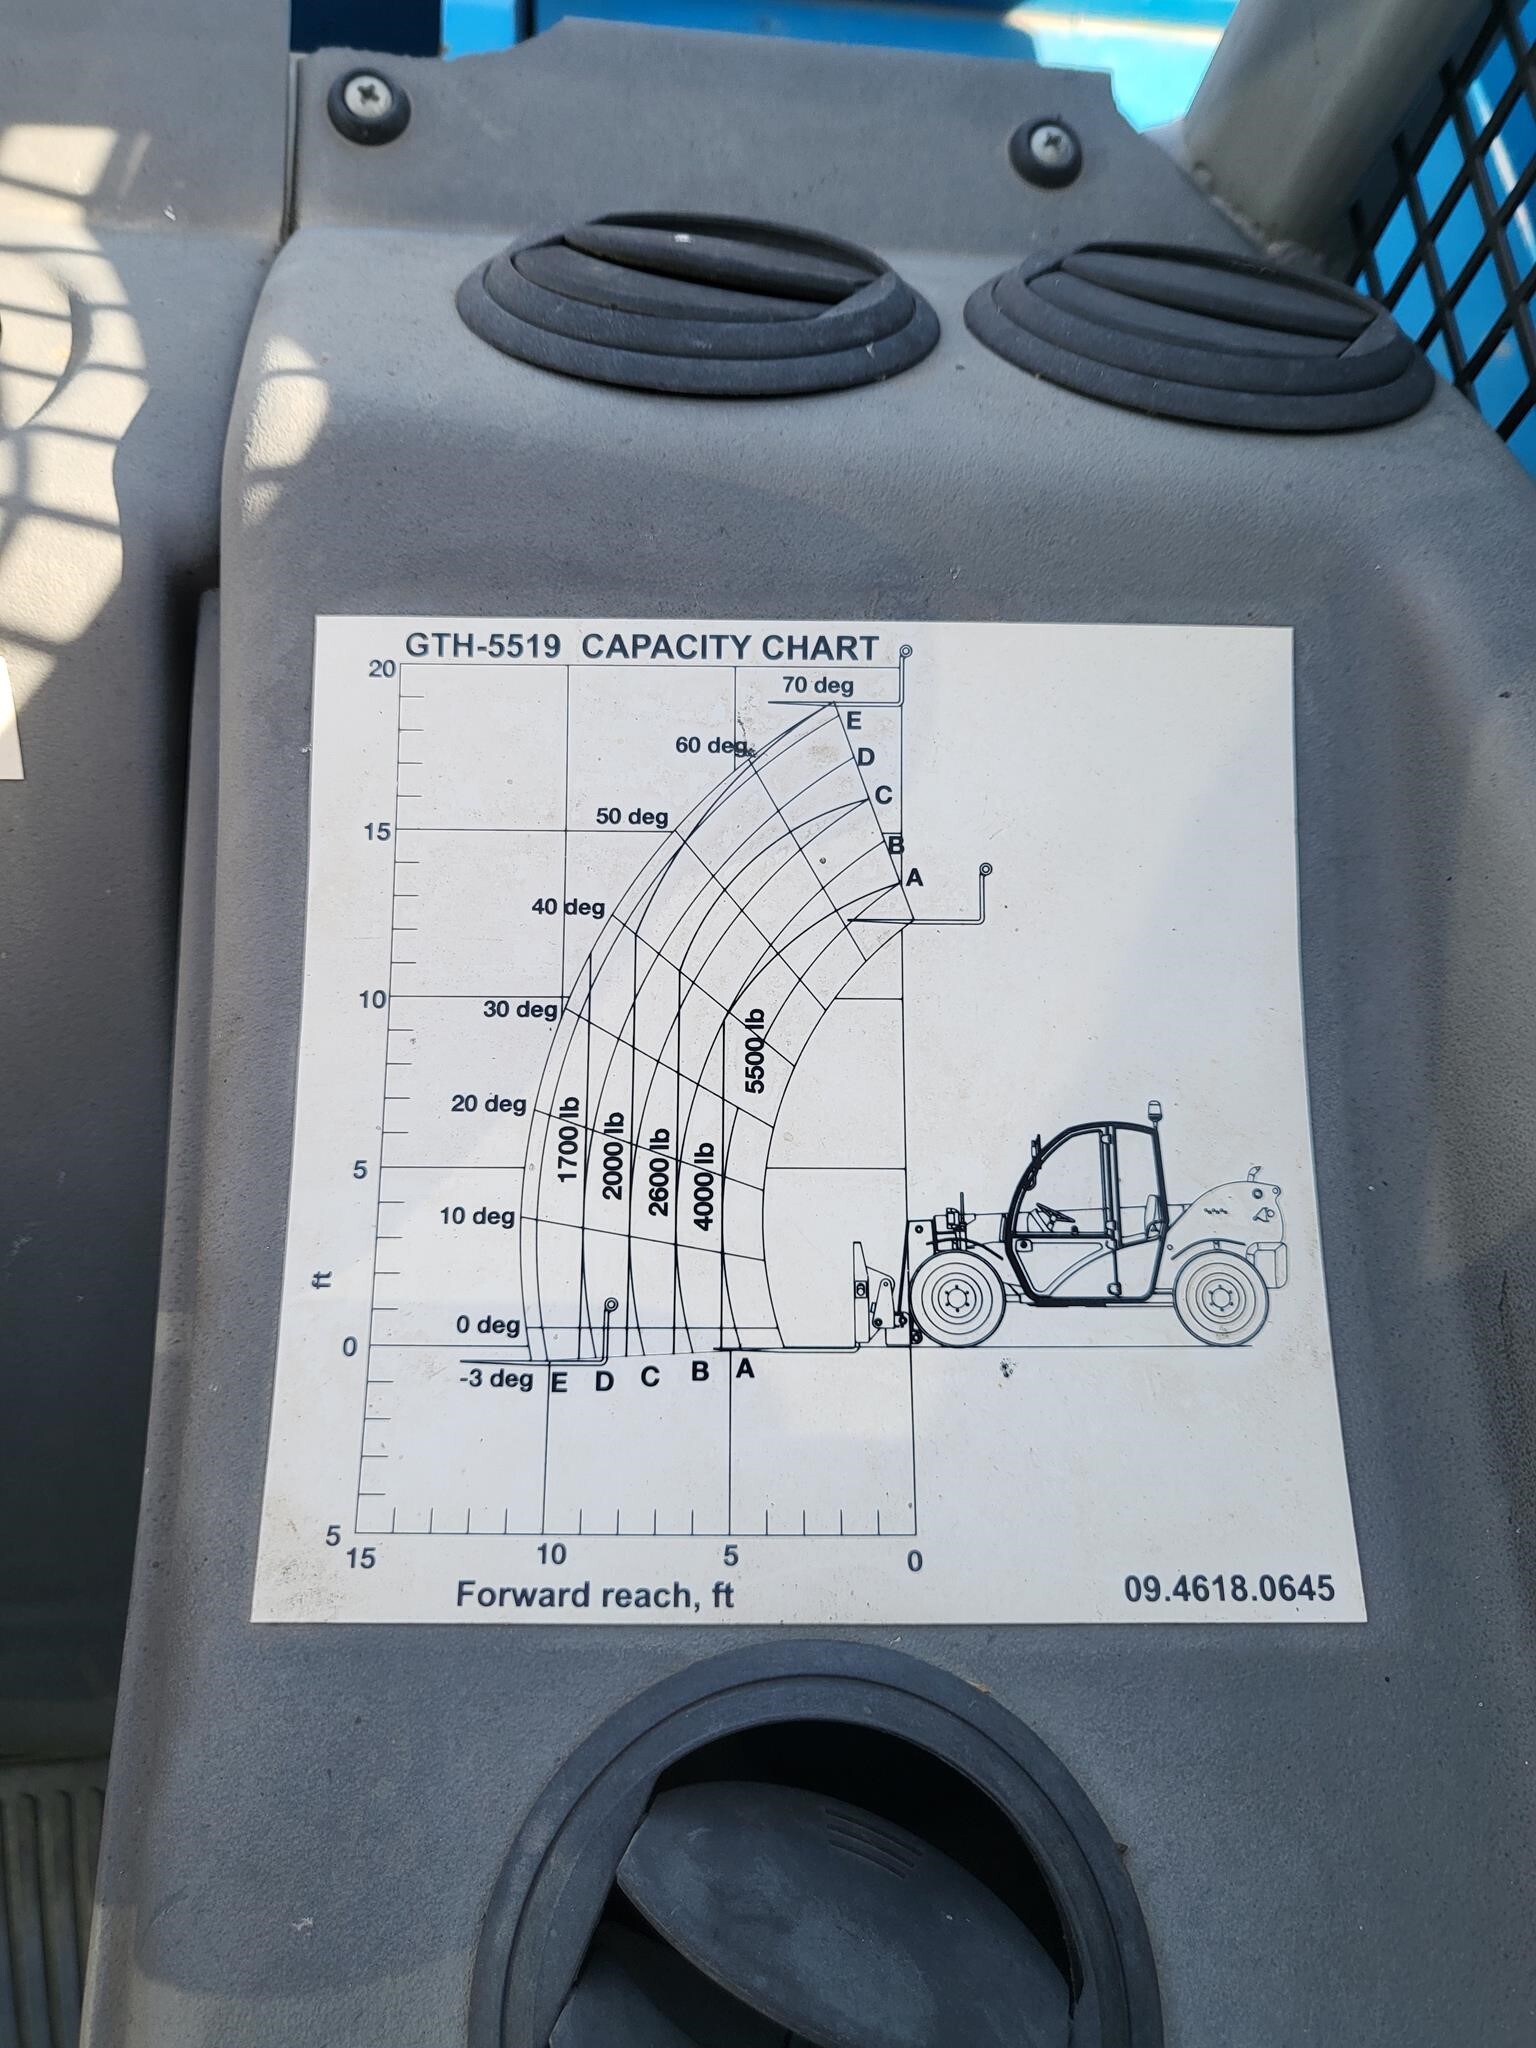 GTH-5519 CAPACITY CHART
20
70 deg
E
60 deg
D
C
15
50 deg
B
A
40 deg
10
30 deg
5500 lb
20 deg
1700 lb
2000 lb
2600 lb
4000 lb
5
10 deg
ft
0 deg
0
-3 deg E D C B A
5
15 10 5 0
Forward reach, ft
09.4618.0645